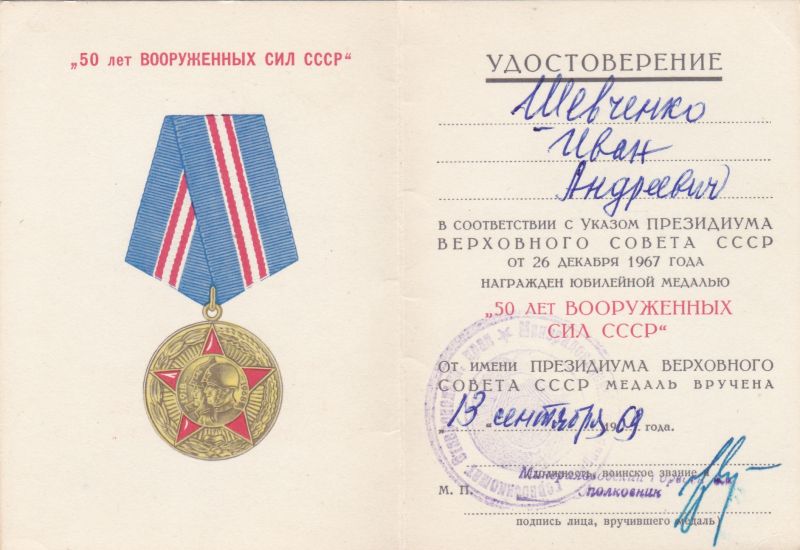 „50 лет ВООРУЖЕННЫХ СИЛ СССР“
УДОСТОВЕРЕНИЕ
Шевченко
Иван
Андреевич
В СООТВЕТСТВИИ С УКАЗОМ ПРЕЗИДИУМА
ВЕРХОВНОГО СОВЕТА СССР
ОТ 26 ДЕКАБРЯ 1967 ГОДА
НАГРАЖДЕН ЮБИЛЕЙНОЙ МЕДАЛЬЮ
„50 ЛЕТ ВООРУЖЕННЫХ
СИЛ СССР“
ОТ ИМЕНИ ПРЕЗИДИУМА ВЕРХОВНОГО
СОВЕТА СССР МЕДАЛЬ ВРУЧЕНА
„13“ сентября 1969 года.
должность, воинское звание и
полковник
М. П.
подпись лица, вручившего медаль)